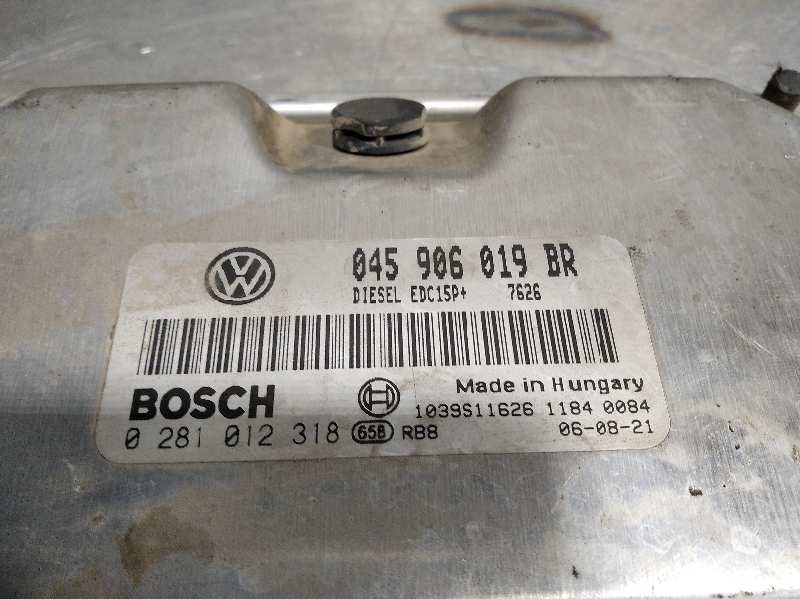 045 906 019 BR
DIESEL EDC15P+ 7626
BOSCH
Made in Hungary
1039S11626 1184 0084
0 281 012 318 65B RB8 06-08-21